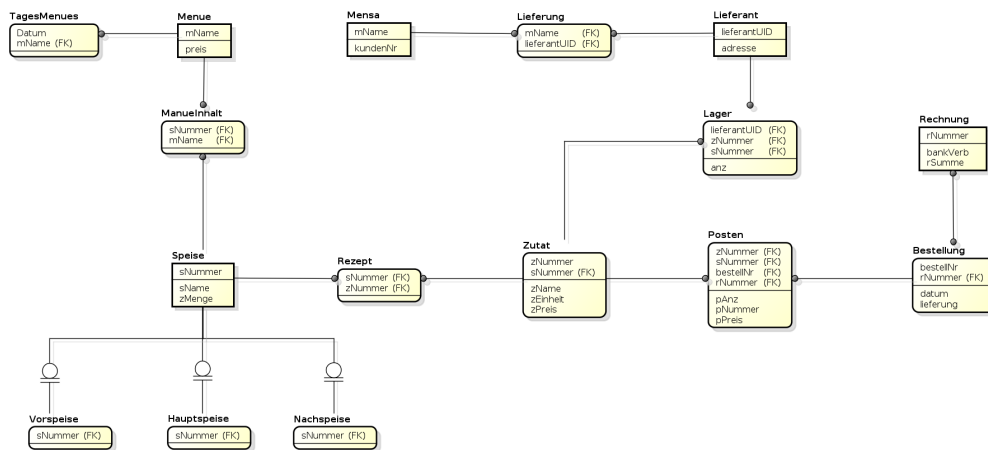 TagesMenues
Datum
mName (FK)
Menue
mName
preis
Mensa
mName
kundenNr
Lieferung
mName (FK)
lieferantUID (FK)
Lieferant
lieferantUID
adresse
ManueInhalt
sNummer (FK)
mName (FK)
Lager
lieferantUID (FK)
zNummer (FK)
sNummer (FK)
anz
Rechnung
rNummer
bankVerb
rSumme
Speise
sNummer
sName
zMenge
Rezept
sNummer (FK)
zNummer (FK)
Zutat
zNummer
sNummer (FK)
zName
zEinheit
zPreis
Posten
zNummer (FK)
sNummer (FK)
bestellNr (FK)
rNummer (FK)
pAnz
pNummer
pPreis
Bestellung
bestellNr
rNummer (FK)
datum
lieferung
Vorspeise
sNummer (FK)
Hauptspeise
sNummer (FK)
Nachspeise
sNummer (FK)